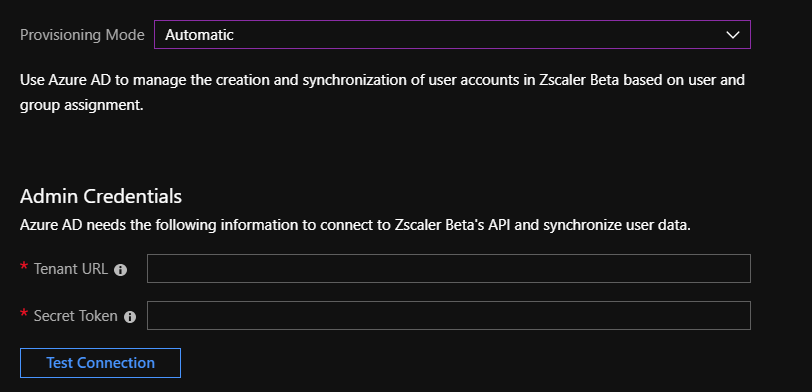 Provisioning Mode Automatic
Use Azure AD to manage the creation and synchronization of user accounts in Zscaler Beta based on user and
group assignment.
Admin Credentials
Azure AD needs the following information to connect to Zscaler Beta's API and synchronize user data.
* Tenant URL
* Secret Token
Test Connection